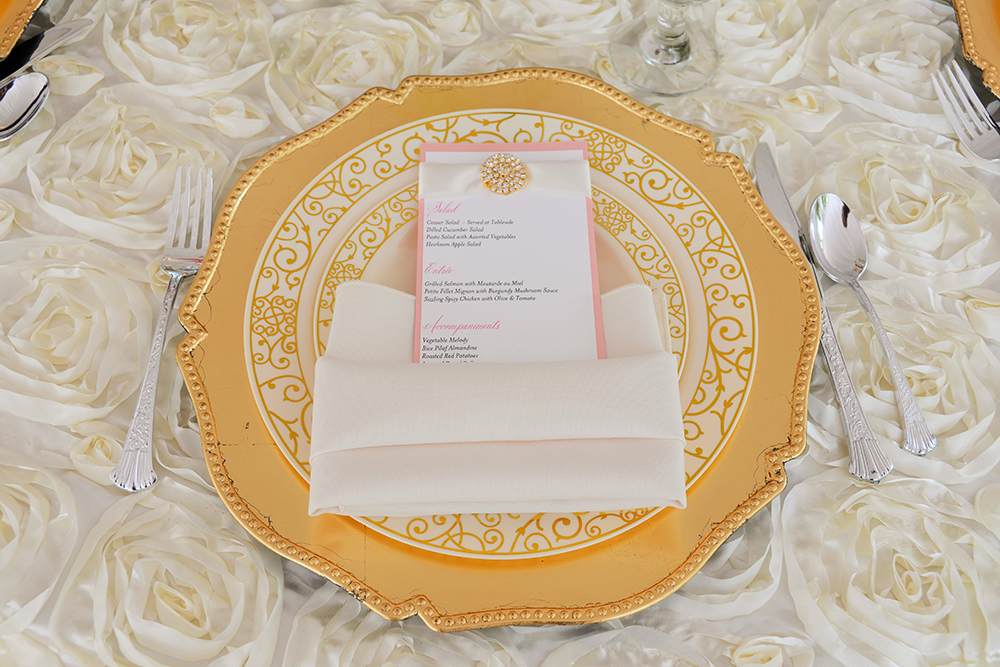 Salad
Ceaser Salad - Served at Tableside
Dilled Cucumber Salad
Pasta Salad with Assorted Vegetables
Heirloom Apple Salad
Entrée
Grilled Salmon with Moutarde au Miel
Petite Fillet Mignon with Burgundy Mushroom Sauce
Sizzling Spicy Chicken with Olive & Tomato
Accompaniments
Vegetable Melody
Rice Pilaf Almandine
Roasted Red Potatoes